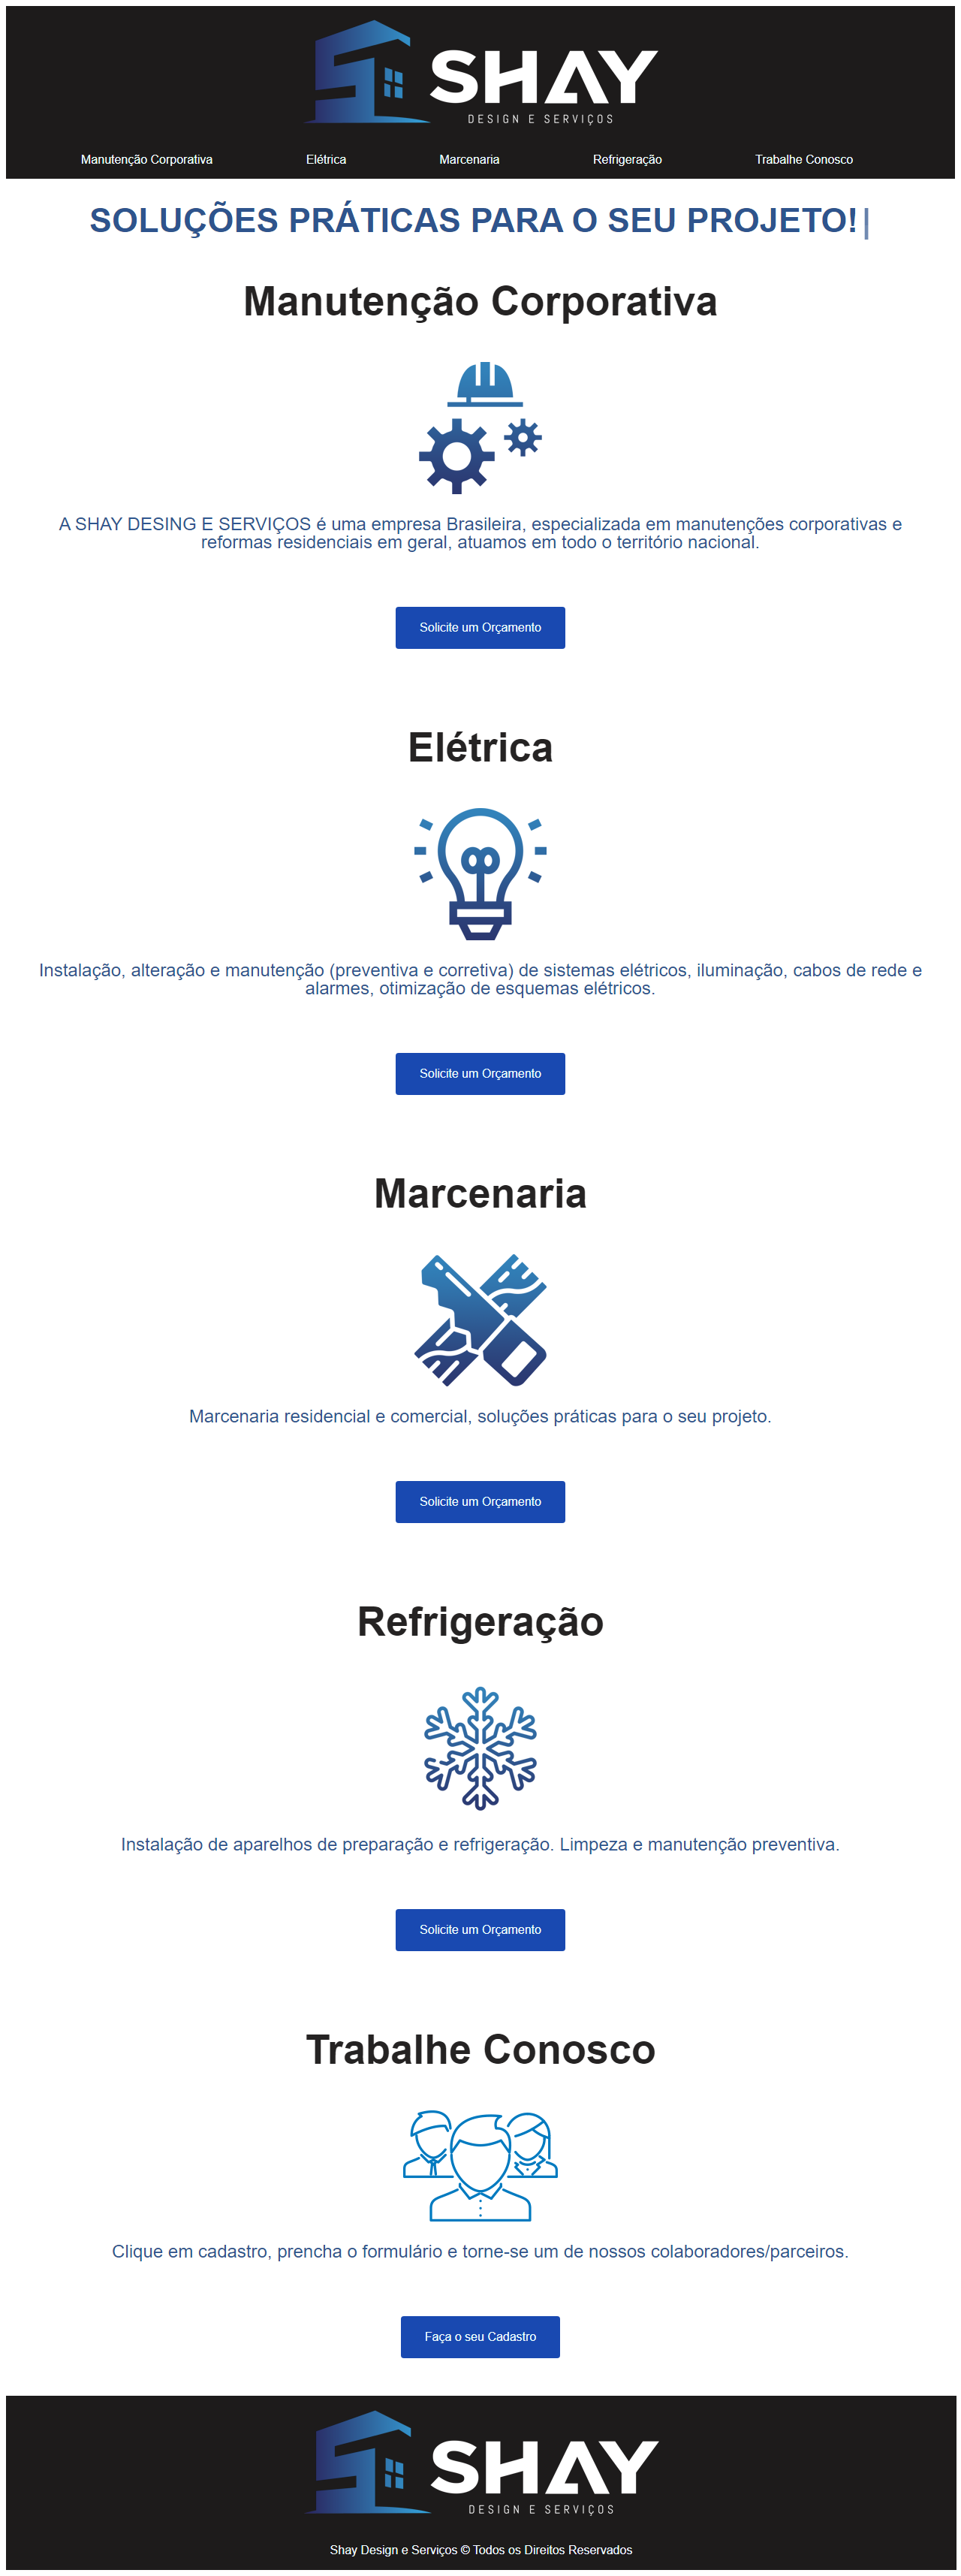 SHAY
DESIGN E SERVIÇOS
Manutenção Corporativa
Elétrica
Marcenaria
Refrigeração
Trabalhe Conosco
SOLUÇÕES PRÁTICAS PARA O SEU PROJETO!|
Manutenção Corporativa
A SHAY DESING E SERVIÇOS é uma empresa Brasileira, especializada em manutenções corporativas e
reformas residenciais em geral, atuamos em todo o território nacional.
Solicite um Orçamento
Elétrica
Instalação, alteração e manutenção (preventiva e corretiva) de sistemas elétricos, iluminação, cabos de rede e
alarmes, otimização de esquemas elétricos.
Solicite um Orçamento
Marcenaria
Marcenaria residencial e comercial, soluções práticas para o seu projeto.
Solicite um Orçamento
Refrigeração
Instalação de aparelhos de preparação e refrigeração. Limpeza e manutenção preventiva.
Solicite um Orçamento
Trabalhe Conosco
Clique em cadastro, prencha o formulário e torne-se um de nossos colaboradores/parceiros.
Faça o seu Cadastro
SHAY
DESIGN E SERVIÇOS
Shay Design e Serviços © Todos os Direitos Reservados